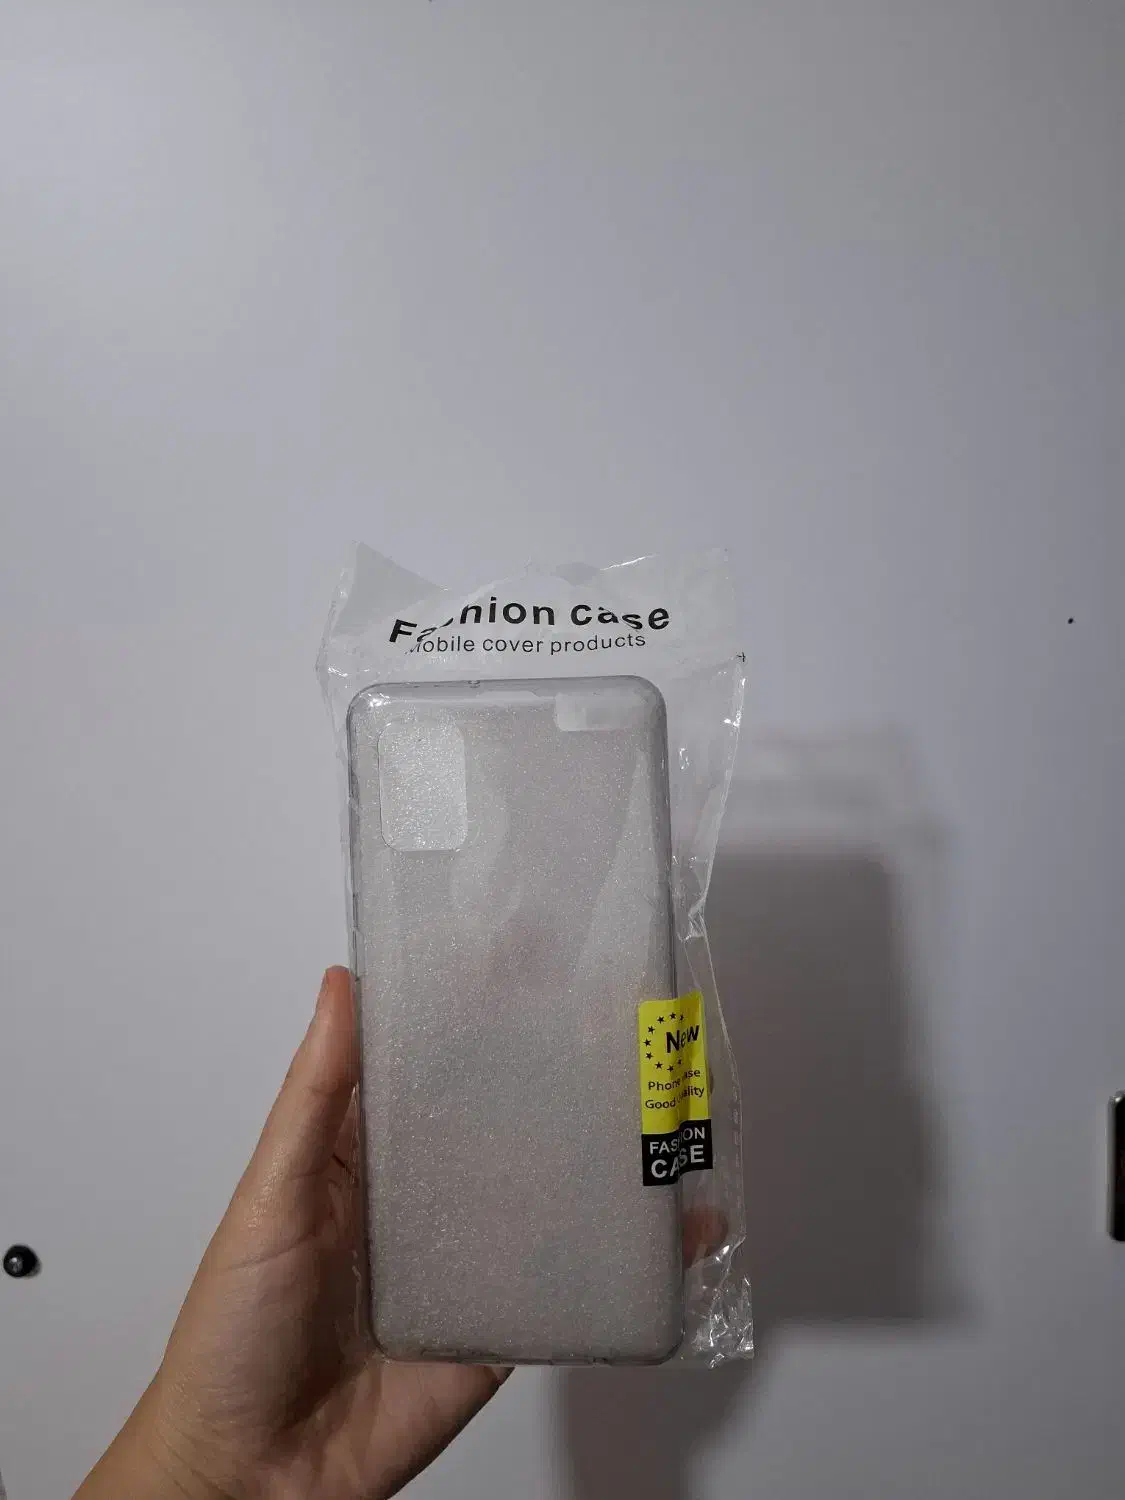 Fashion case
Mobile cover products
New
Phone case
Good quality
FASHION
CASE